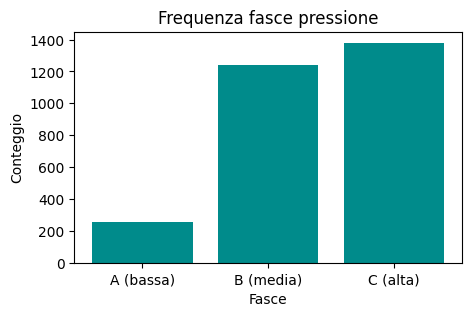 Frequenza fasce pressione
1400
1200
1000
800
600
400
200
0
Conteggio
A (bassa)
B (media)
C (alta)
Fasce